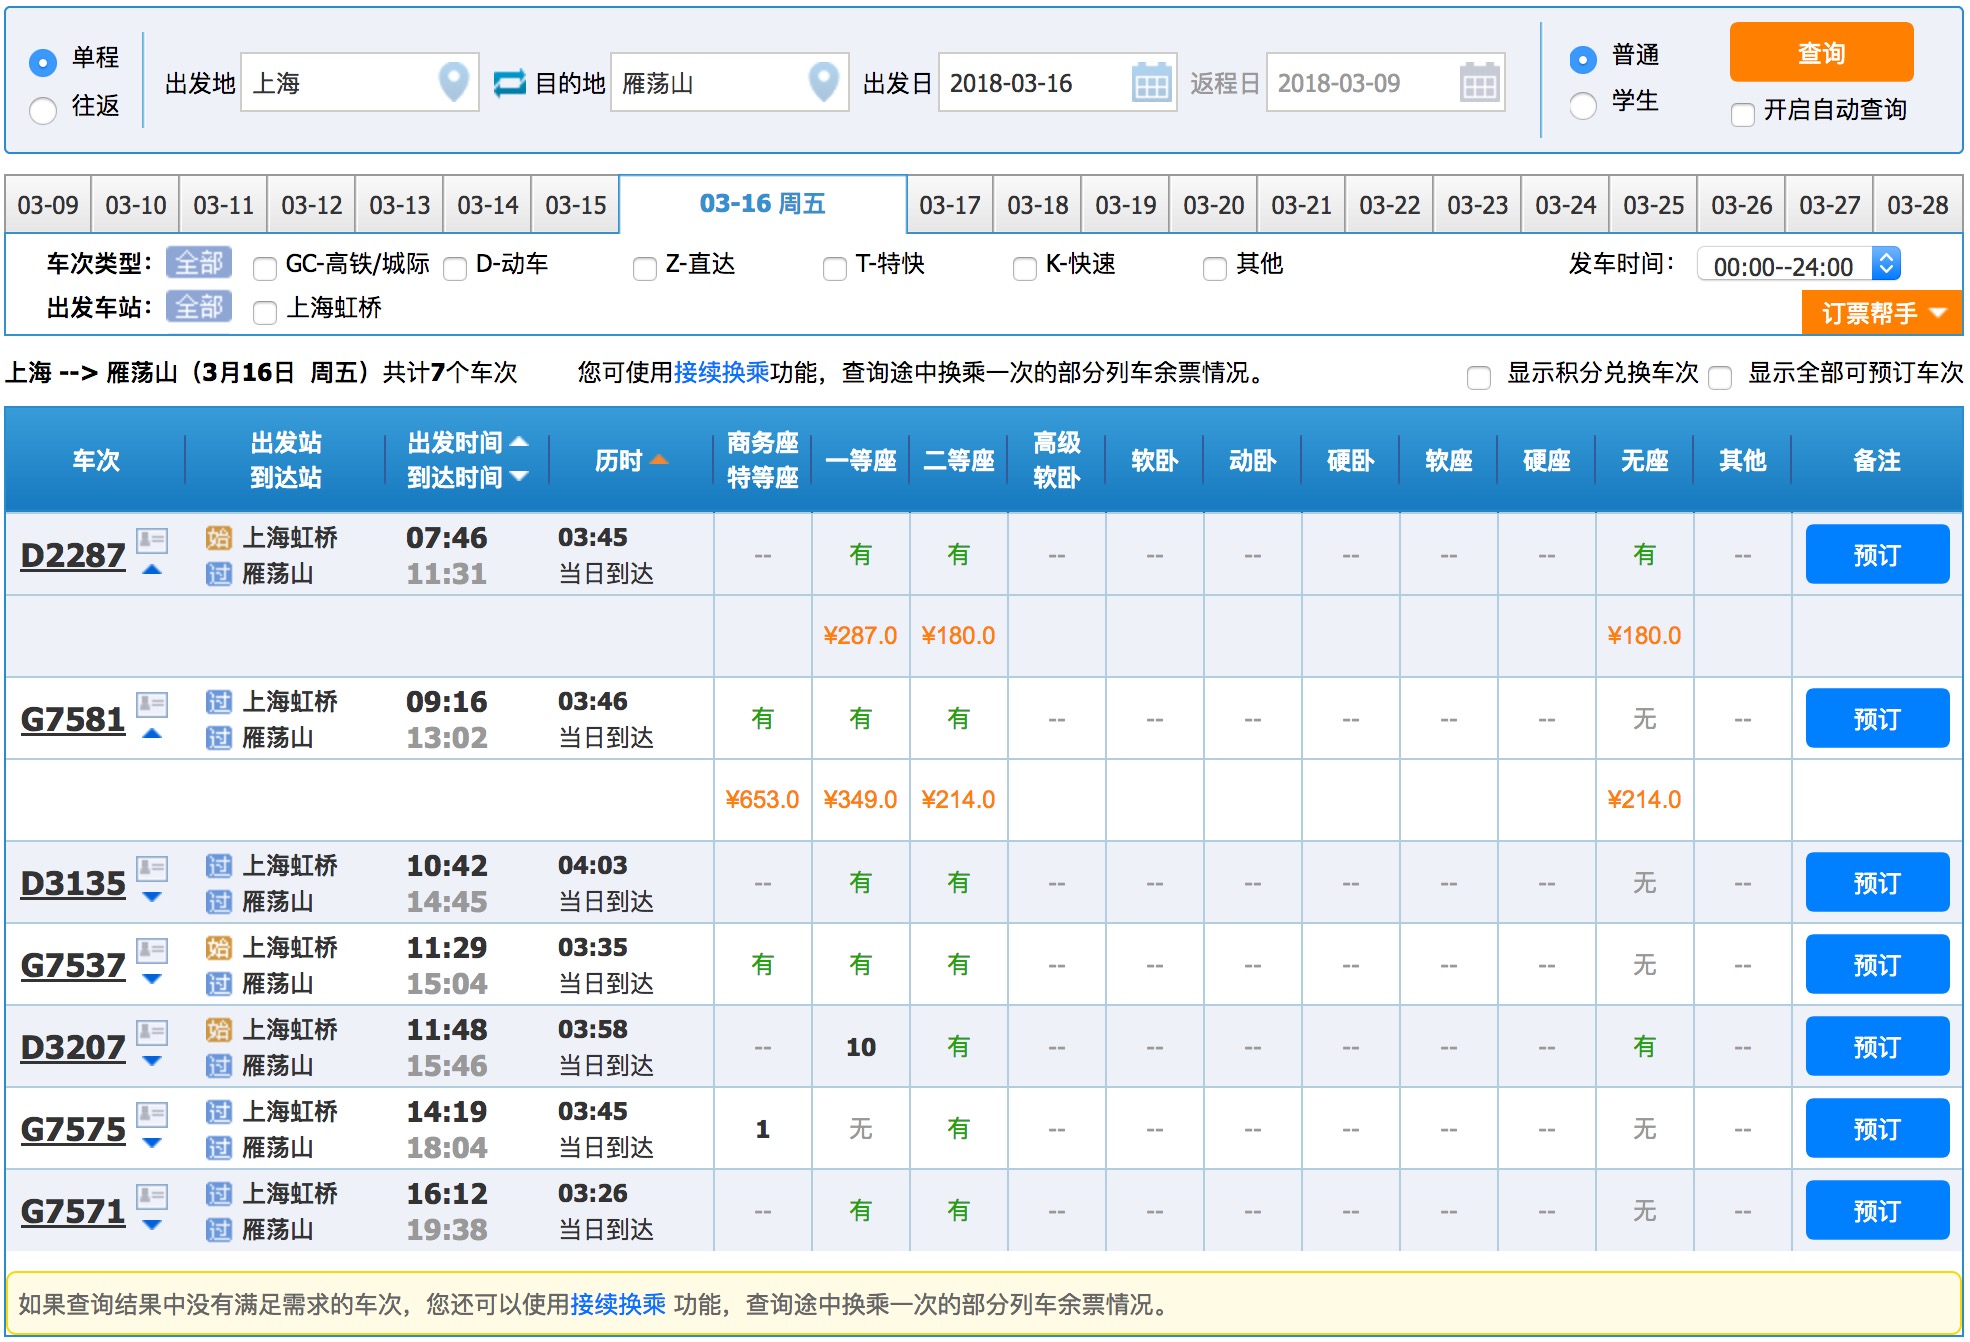 单程
往返
出发地 上海 目的地 雁荡山 出发日 2018-03-16 返程日 2018-03-09
普通
学生
查询
开启自动查询
03-09 03-10 03-11 03-12 03-13 03-14 03-15 03-16 周五 03-17 03-18 03-19 03-20 03-21 03-22 03-23 03-24 03-25 03-26 03-27 03-28
车次类型： 全部 GC-高铁/城际 D-动车 Z-直达 T-特快 K-快速 其他 发车时间： 00:00--24:00
出发车站： 全部 上海虹桥 订票帮手
上海 --> 雁荡山（3月16日 周五）共计7个车次 您可使用接续换乘功能，查询途中换乘一次的部分列车余票情况。 显示积分兑换车次 显示全部可预订车次
车次 出发站 到达站 出发时间 到达时间 历时 商务座 特等座 一等座 二等座 高级 软卧 软卧 动卧 硬卧 软座 硬座 无座 其他 备注
D2287 始 上海虹桥 07:46 03:45 -- 有 有 -- -- -- -- -- -- 有 -- 预订
过 雁荡山 11:31 当日到达
¥287.0 ¥180.0 ¥180.0
G7581 过 上海虹桥 09:16 03:46 有 有 有 -- -- -- -- -- -- 无 -- 预订
过 雁荡山 13:02 当日到达
¥653.0 ¥349.0 ¥214.0 ¥214.0
D3135 过 上海虹桥 10:42 04:03 -- 有 有 -- -- -- -- -- -- 无 -- 预订
过 雁荡山 14:45 当日到达
G7537 始 上海虹桥 11:29 03:35 有 有 有 -- -- -- -- -- -- 无 -- 预订
过 雁荡山 15:04 当日到达
D3207 始 上海虹桥 11:48 03:58 -- 10 有 -- -- -- -- -- -- 有 -- 预订
过 雁荡山 15:46 当日到达
G7575 过 上海虹桥 14:19 03:45 1 无 有 -- -- -- -- -- -- 无 -- 预订
过 雁荡山 18:04 当日到达
G7571 过 上海虹桥 16:12 03:26 -- 有 有 -- -- -- -- -- -- 无 -- 预订
过 雁荡山 19:38 当日到达
如果查询结果中没有满足需求的车次，您还可以使用接续换乘 功能，查询途中换乘一次的部分列车余票情况。